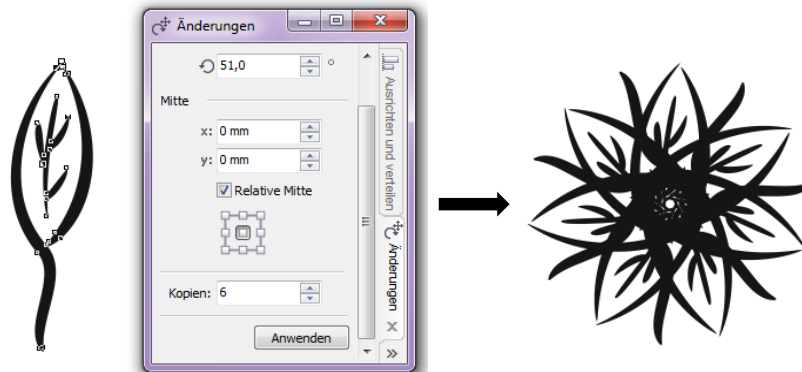 Änderungen
51,0 °
Mitte
x: 0 mm
y: 0 mm
Relative Mitte
Kopien: 6
Anwenden
Ausrichten und verteilen
Änderungen